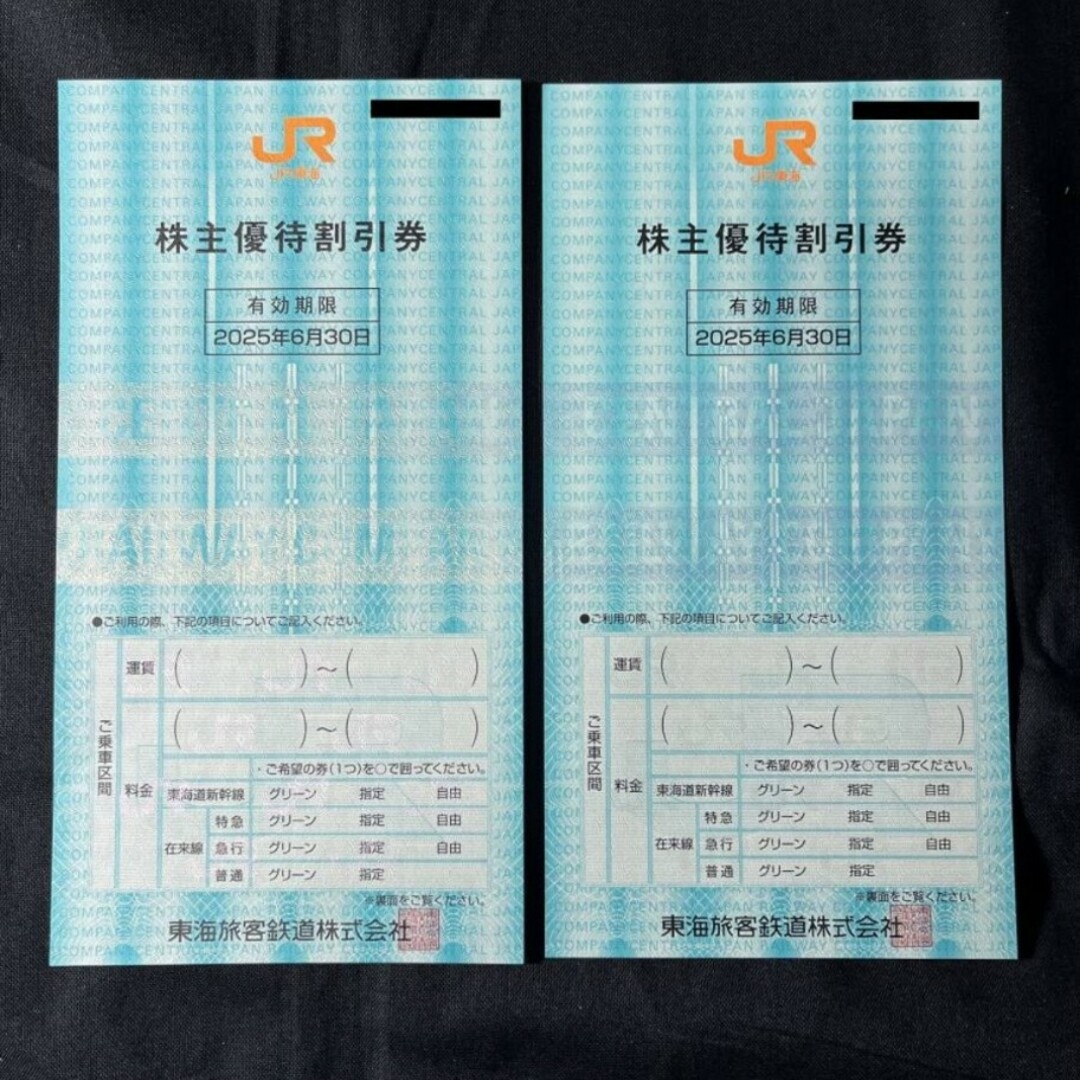 JR
JR東海
株主優待割引券
有効期限
2025年6月30日
●ご利用の際、下記の項目についてご記入ください。
ご乗車区間
運賃 ( )～( )
料金 ( )～( )
・ご希望の券(1つ)を○で囲ってください。
東海道新幹線 グリーン 指定 自由
在来線 特急 グリーン 指定 自由
急行 グリーン 指定 自由
普通 グリーン 指定
※裏面をご覧ください。
東海旅客鉄道株式会社
JR
JR東海
株主優待割引券
有効期限
2025年6月30日
●ご利用の際、下記の項目についてご記入ください。
ご乗車区間
運賃 ( )～( )
料金 ( )～( )
・ご希望の券(1つ)を○で囲ってください。
東海道新幹線 グリーン 指定 自由
在来線 特急 グリーン 指定 自由
急行 グリーン 指定 自由
普通 グリーン 指定
※裏面をご覧ください。
東海旅客鉄道株式会社